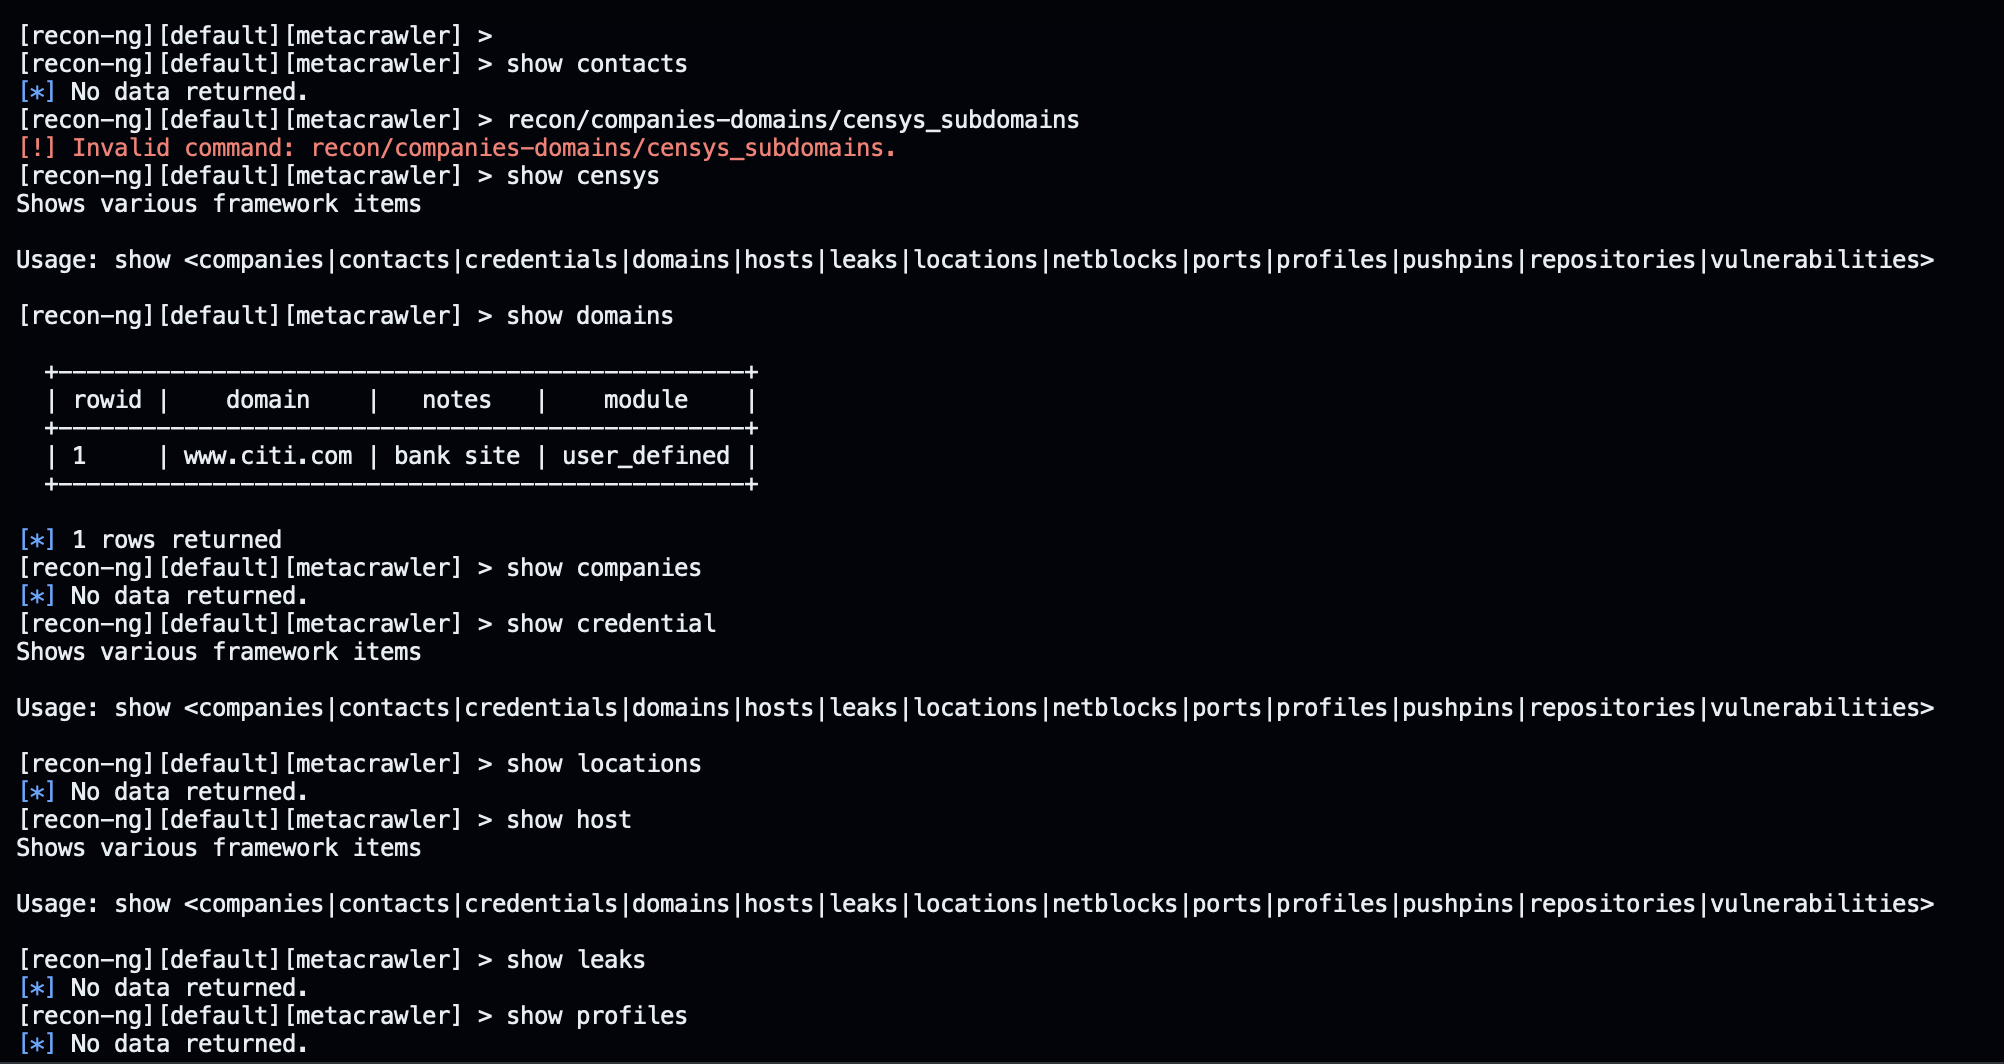 [recon-ng][default][metacrawler] >
[recon-ng][default][metacrawler] > show contacts
[*] No data returned.
[recon-ng][default][metacrawler] > recon/companies-domains/censys_subdomains
[!] Invalid command: recon/companies-domains/censys_subdomains.
[recon-ng][default][metacrawler] > show censys
Shows various framework items

Usage: show <companies|contacts|credentials|domains|hosts|leaks|locations|netblocks|ports|profiles|pushpins|repositories|vulnerabilities>

[recon-ng][default][metacrawler] > show domains

  +-------------------------------------------------+
  | rowid |    domain    |   notes   |    module    |
  +-------------------------------------------------+
  | 1     | www.citi.com | bank site | user_defined |
  +-------------------------------------------------+

[*] 1 rows returned
[recon-ng][default][metacrawler] > show companies
[*] No data returned.
[recon-ng][default][metacrawler] > show credential
Shows various framework items

Usage: show <companies|contacts|credentials|domains|hosts|leaks|locations|netblocks|ports|profiles|pushpins|repositories|vulnerabilities>

[recon-ng][default][metacrawler] > show locations
[*] No data returned.
[recon-ng][default][metacrawler] > show host
Shows various framework items

Usage: show <companies|contacts|credentials|domains|hosts|leaks|locations|netblocks|ports|profiles|pushpins|repositories|vulnerabilities>

[recon-ng][default][metacrawler] > show leaks
[*] No data returned.
[recon-ng][default][metacrawler] > show profiles
[*] No data returned.